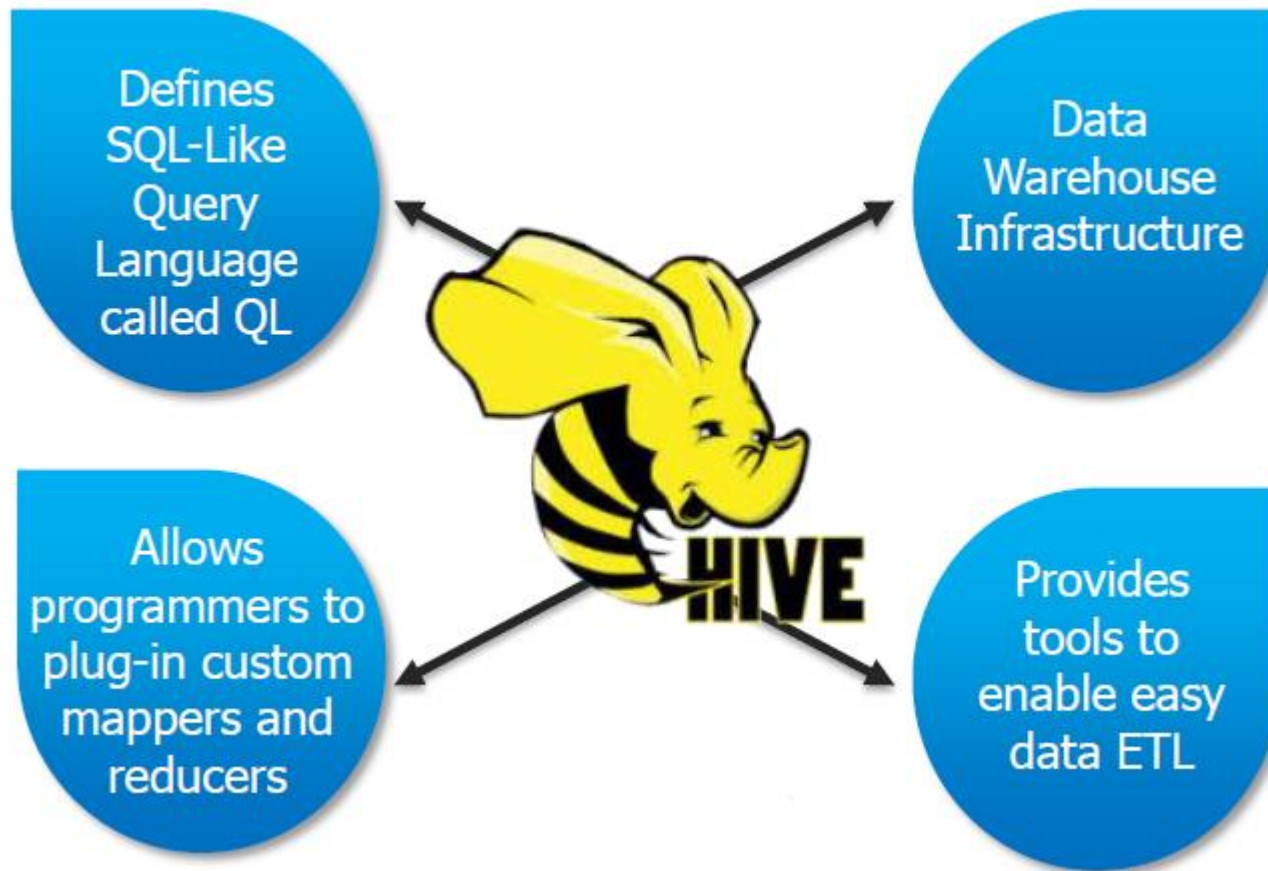 Defines
SQL-Like
Query
Language
called QL
Data
Warehouse
Infrastructure
HIVE
Allows
programmers to
plug-in custom
mappers and
reducers
Provides
tools to
enable easy
data ETL